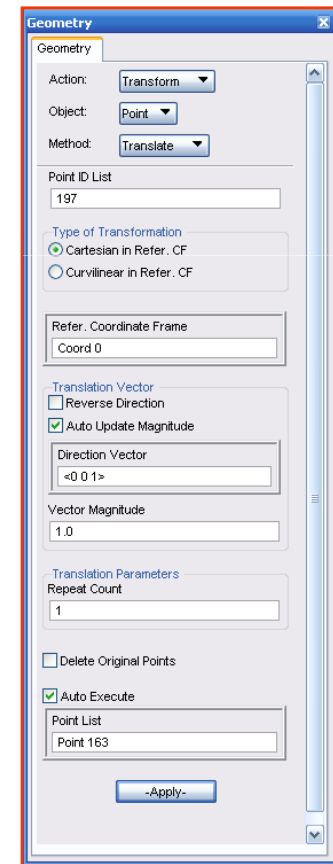 Geometry
Geometry
Action: Transform
Object: Point
Method: Translate
Point ID List
197
Type of Transformation
Cartesian in Refer. CF
Curvilinear in Refer. CF
Refer. Coordinate Frame
Coord 0
Translation Vector
Reverse Direction
Auto Update Magnitude
Direction Vector
<0 0 1>
Vector Magnitude
1.0
Translation Parameters
Repeat Count
1
Delete Original Points
Auto Execute
Point List
Point 163
-Apply-